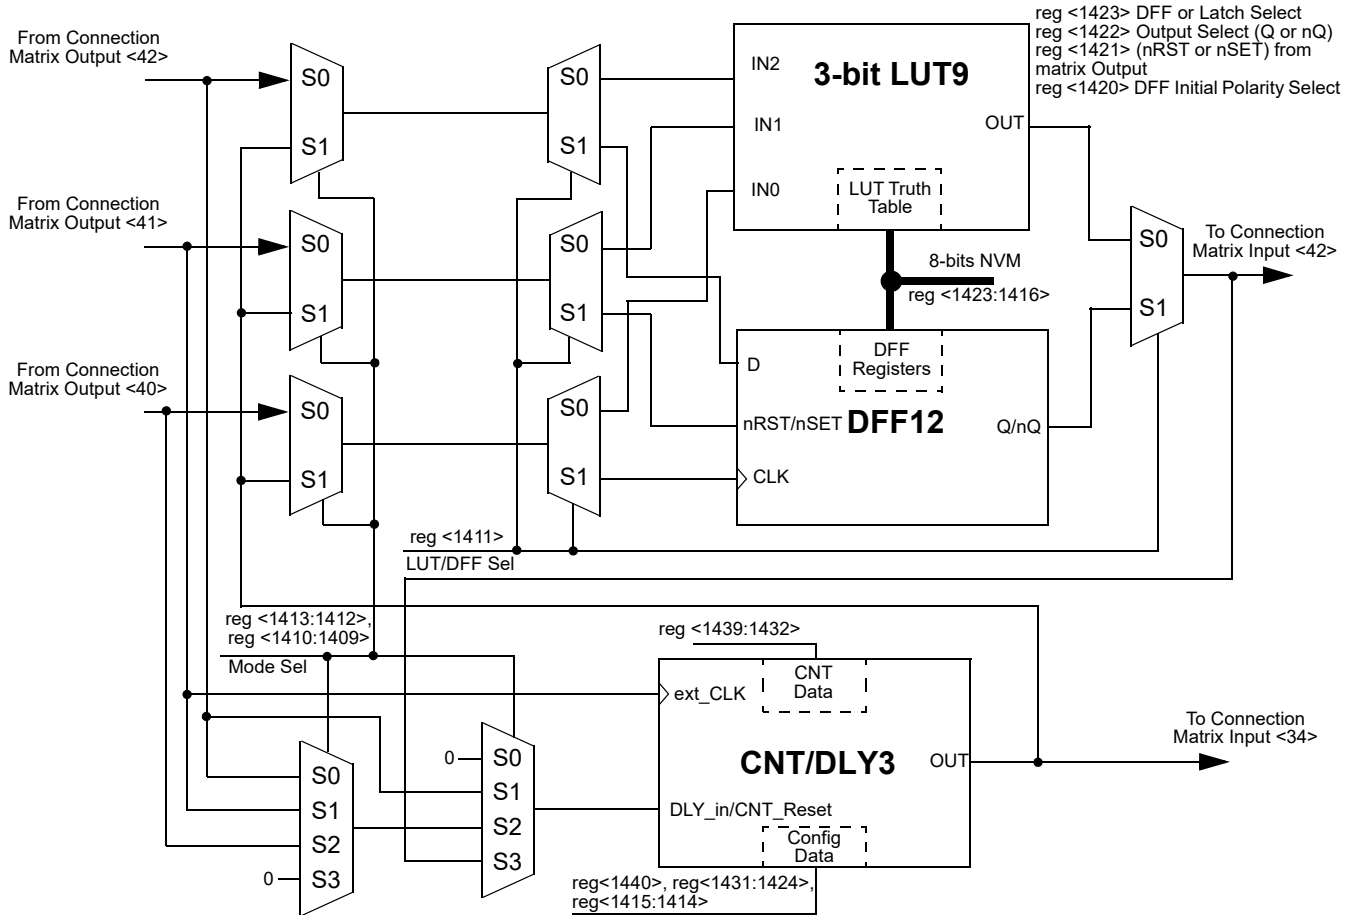 reg <1423> DFF or Latch Select
reg <1422> Output Select (Q or nQ)
reg <1421> (nRST or nSET) from
matrix Output
reg <1420> DFF Initial Polarity Select
From Connection
Matrix Output <42>
S0
S1
S0
S1
IN2
3-bit LUT9
IN1
OUT
IN0
LUT Truth
Table
From Connection
Matrix Output <41>
S0
S1
S0
S1
8-bits NVM
reg <1423:1416>
S0
S1
To Connection
Matrix Input <42>
From Connection
Matrix Output <40>
S0
S1
S0
S1
D
DFF
Registers
nRST/nSET
DFF12
Q/nQ
CLK
reg <1411>
LUT/DFF Sel
reg <1413:1412>,
reg <1410:1409>
Mode Sel
reg <1439:1432>
CNT
Data
ext_CLK
CNT/DLY3
OUT
To Connection
Matrix Input <34>
DLY_in/CNT_Reset
Config
Data
0
S0
S1
S2
S3
S0
S1
S2
0
S3
reg<1440>, reg<1431:1424>,
reg<1415:1414>